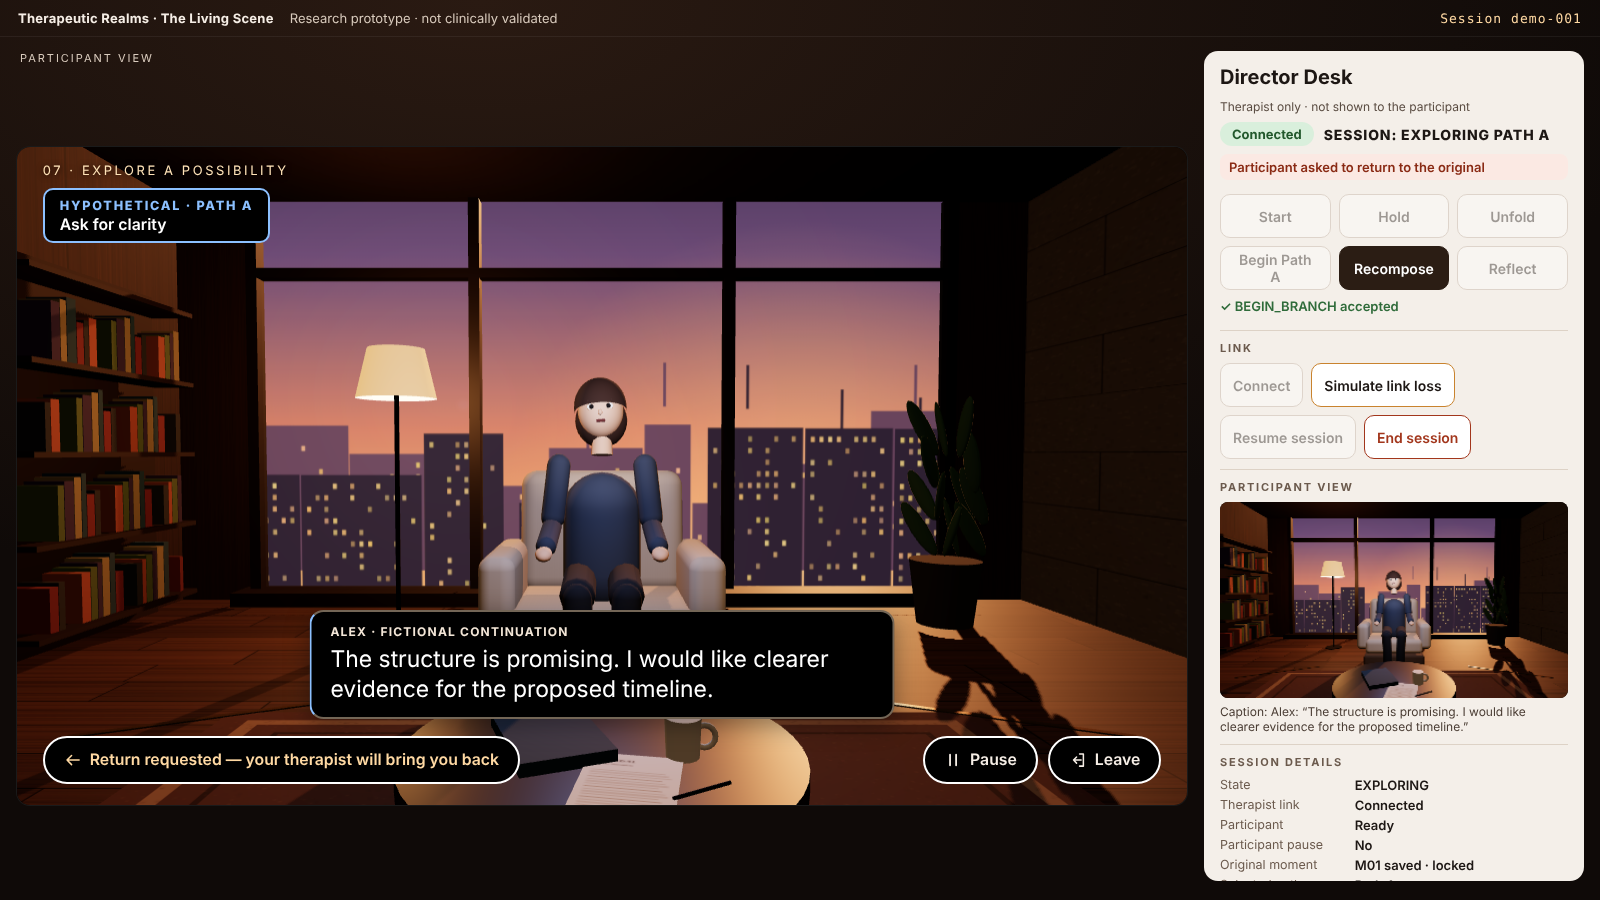 Therapeutic Realms · The Living Scene Research prototype · not clinically validated
Session demo-001
PARTICIPANT VIEW
07 · EXPLORE A POSSIBILITY
HYPOTHETICAL · PATH A
Ask for clarity
ALEX · FICTIONAL CONTINUATION
The structure is promising. I would like clearer
evidence for the proposed timeline.
← Return requested — your therapist will bring you back
Pause
Leave
Director Desk
Therapist only · not shown to the participant
Connected SESSION: EXPLORING PATH A
Participant asked to return to the original
Start Hold Unfold
Begin Path
A
Recompose Reflect
✓ BEGIN_BRANCH accepted
LINK
Connect Simulate link loss
Resume session End session
PARTICIPANT VIEW
Caption: Alex: “The structure is promising. I would like
clearer evidence for the proposed timeline.”
SESSION DETAILS
State EXPLORING
Therapist link Connected
Participant Ready
Participant pause No
Original moment M01 saved · locked